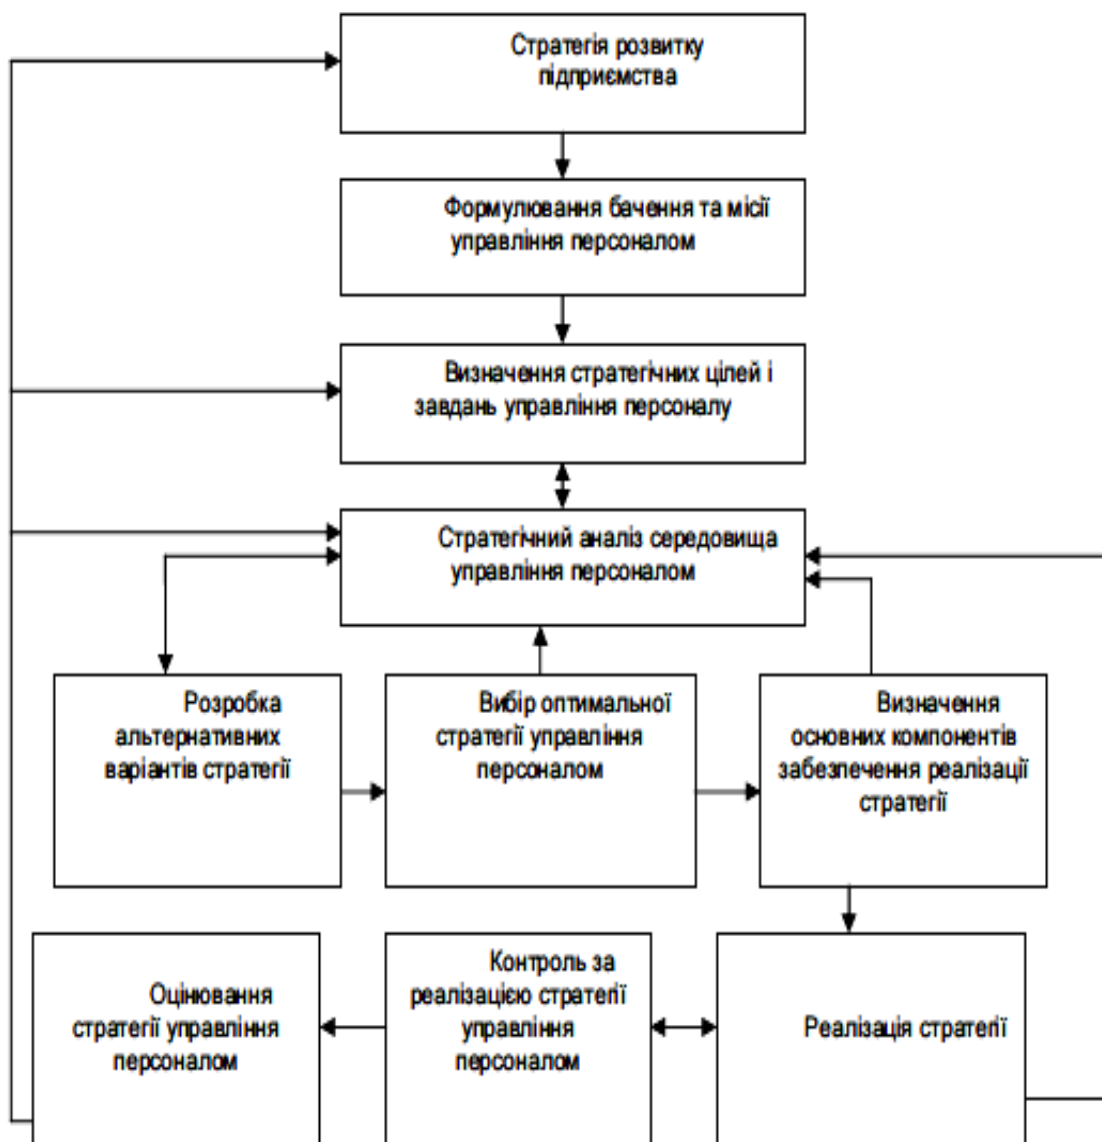 Стратегія розвитку
підприємства
Формулювання бачення та місії
управління персоналом
Визначення стратегічних цілей і
завдань управління персоналу
Стратегічний аналіз середовища
управління персоналом
Розробка
альтернативних
варіантів стратегії
Вибір оптимальної
стратегії управління
персоналом
Визначення
основних компонентів
забезпечення реалізації
стратегії
Оцінювання
стратегії управління
персоналом
Контроль за
реалізацією стратегії
управління
персоналом
Реалізація стратегії